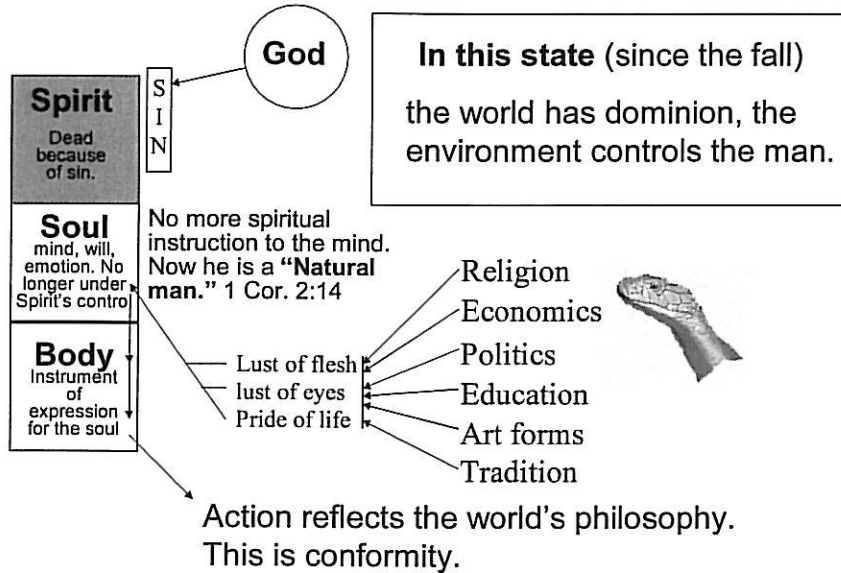 God
In this state (since the fall)
the world has dominion, the
environment controls the man.
S
I
N
Spirit
Dead
because
of sin.
Soul
mind, will,
emotion. No
longer under
Spirit's control
No more spiritual
instruction to the mind.
Now he is a "Natural
man." 1 Cor. 2:14
Body
Instrument
of
expression
for the soul
Lust of flesh
lust of eyes
Pride of life
Religion
Economics
Politics
Education
Art forms
Tradition
Action reflects the world's philosophy.
This is conformity.